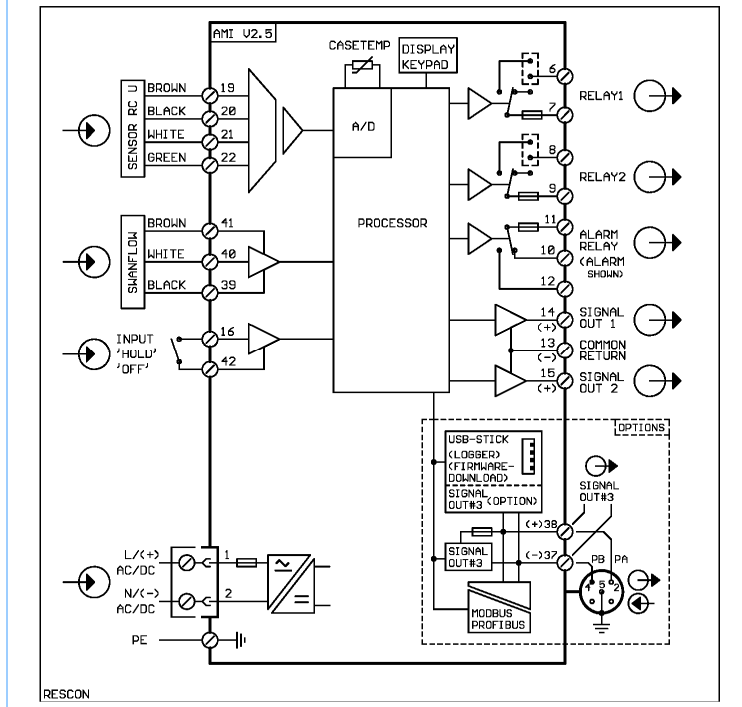 AMI V2.5
CASETEMP
DISPLAY
KEYPAD
6
RELAY1
7
SENSOR RC U
BROWN
19
BLACK
20
WHITE
21
GREEN
22
A/D
8
RELAY2
9
PROCESSOR
SWANFLOW
BROWN
41
WHITE
40
BLACK
39
11
10
ALARM
RELAY
(ALARM
SHOWN)
12
INPUT
'HOLD'
'OFF'
16
42
14
(+)
SIGNAL
OUT 1
13
(-)
COMMON
RETURN
15
(+)
SIGNAL
OUT 2
OPTIONS
USB-STICK
(LOGGER)
(FIRMWARE-
DOWNLOAD)
SIGNAL
OUT#3 (OPTION)
SIGNAL
OUT#3
(+)38
SIGNAL
OUT#3
(-)37
PB PA
4 5 2
MODBUS
PROFIBUS
L/(+)
AC/DC
1
N/(-)
AC/DC
2
PE
RESCON